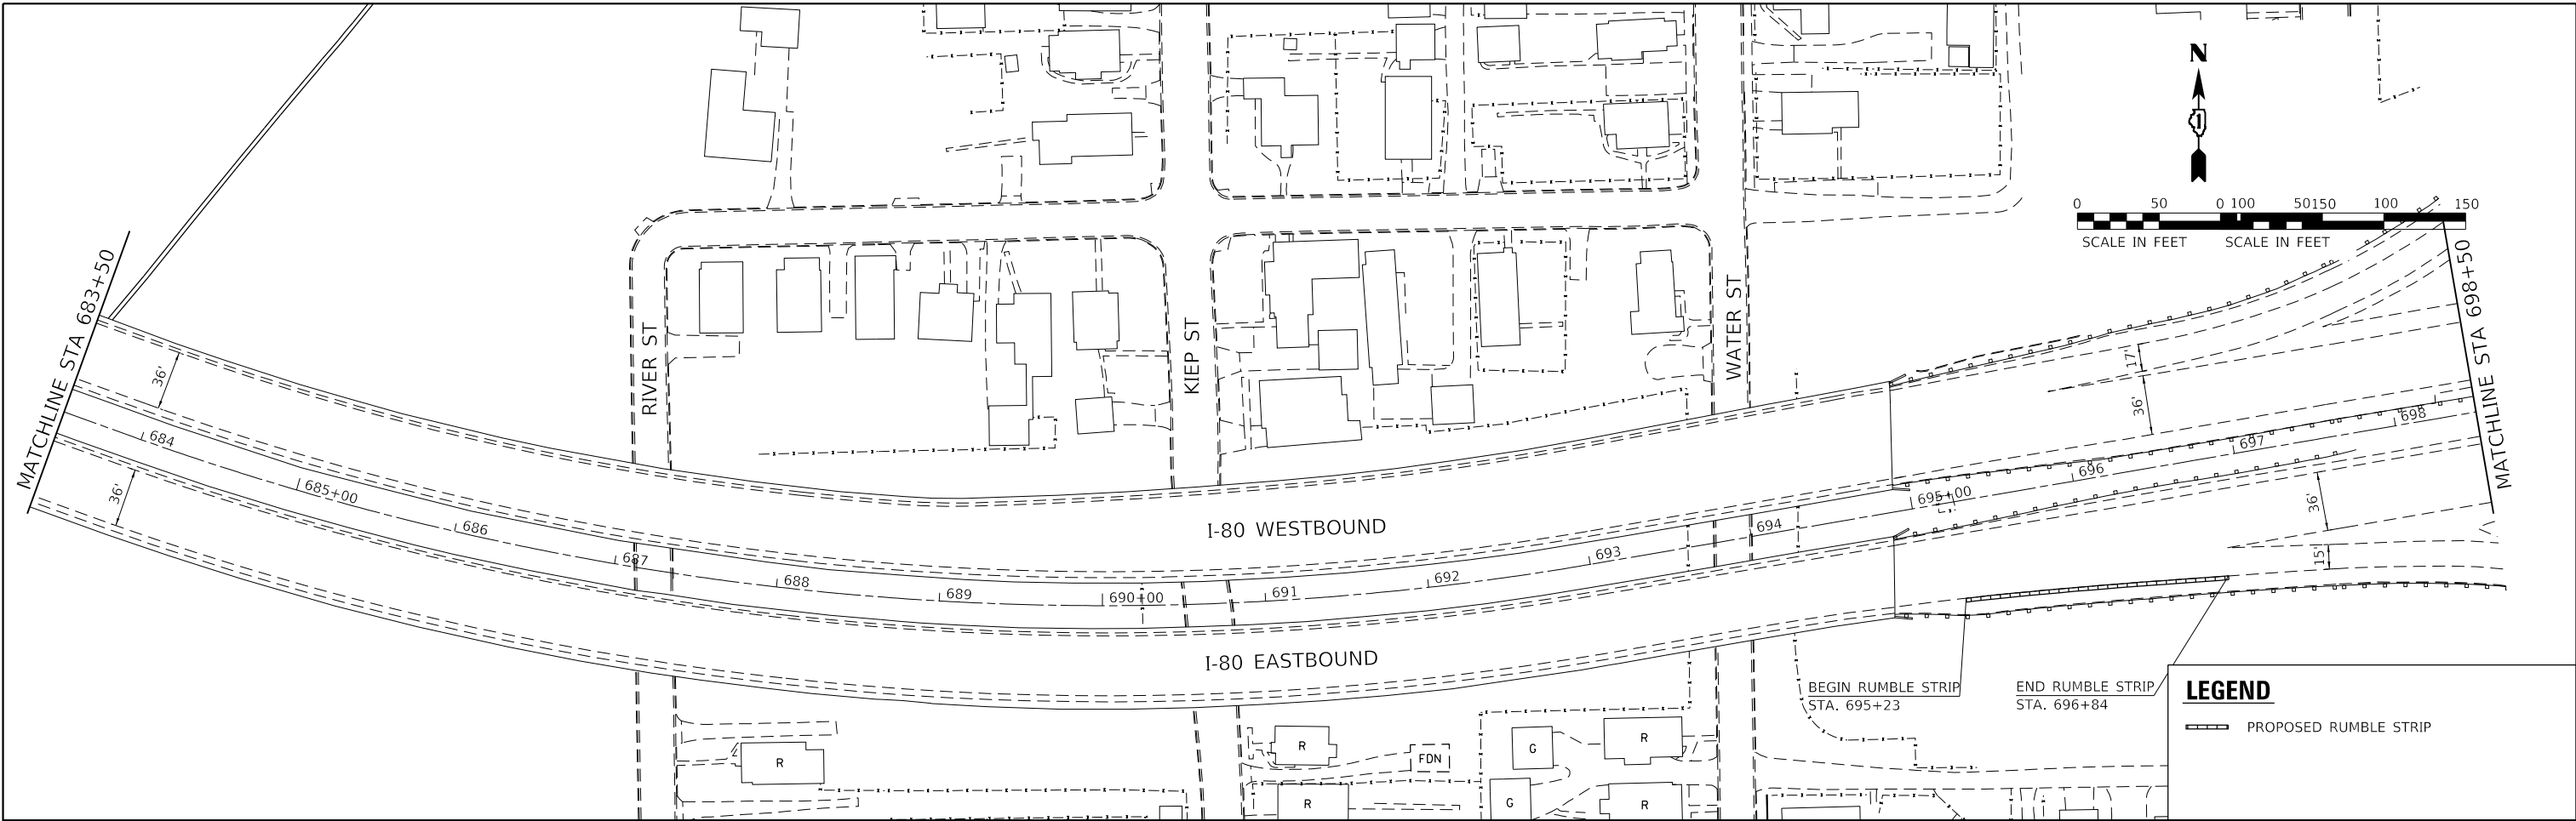 N
1
0 50 0 100 50 150 100 150
SCALE IN FEET SCALE IN FEET
MATCHLINE STA 683+50
MATCHLINE STA 698+50
RIVER ST
KIEP ST
WATER ST
36'
36'
17'
36'
36'
15'
684
685+00
686
687
688
689
690+00
691
692
693
694
695+00
696
697
698
I-80 WESTBOUND
I-80 EASTBOUND
BEGIN RUMBLE STRIP
STA. 695+23
END RUMBLE STRIP
STA. 696+84
LEGEND
PROPOSED RUMBLE STRIP
R
R
FDN
G
R
R
G
R